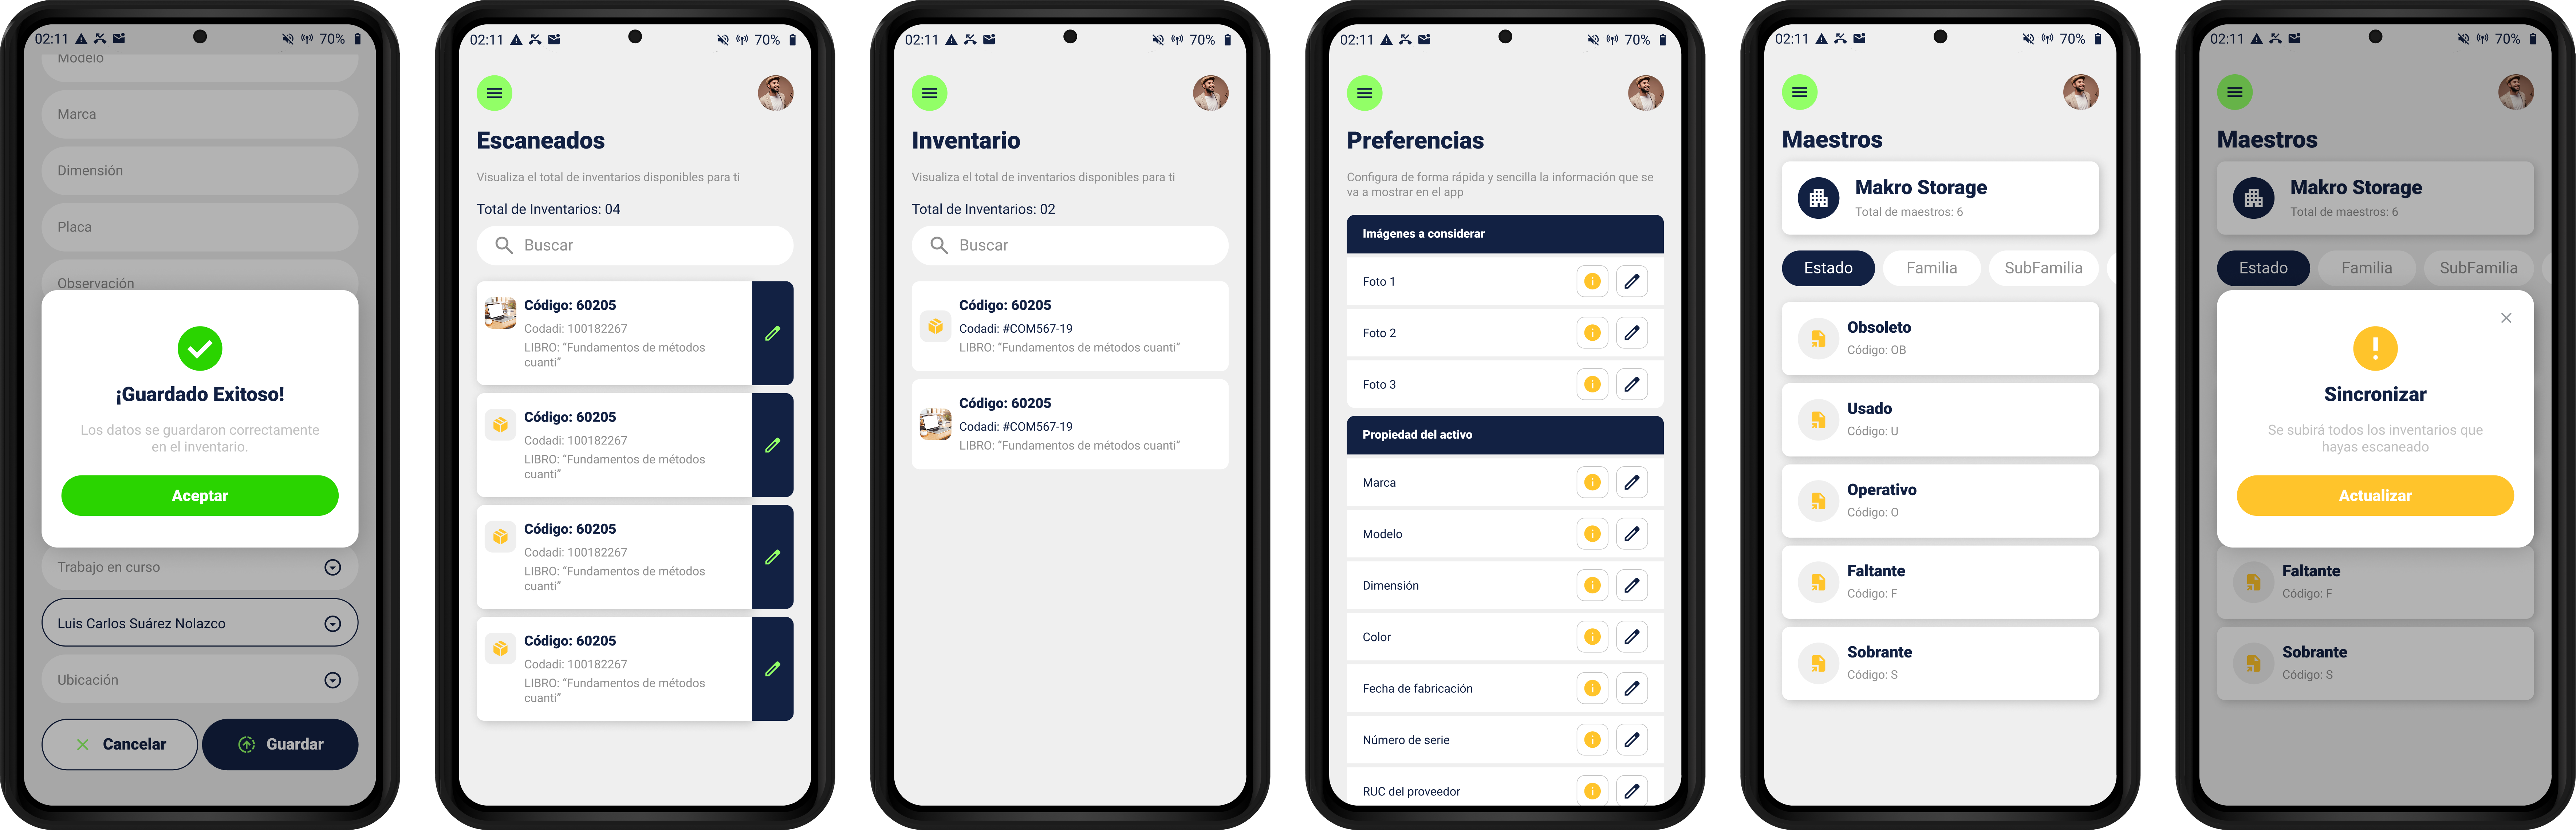 02:11
70%
Modelo
Marca
Dimensión
Placa
Observación
¡Guardado Exitoso!
Los datos se guardaron correctamente
en el inventario.
Aceptar
Trabajo en curso
Luis Carlos Suárez Nolazco
Ubicación
Cancelar
Guardar
02:11
70%
Escaneados
Visualiza el total de inventarios disponibles para ti
Total de Inventarios: 04
Buscar
Código: 60205
Codadi: 100182267
LIBRO: “Fundamentos de métodos
cuanti”
Código: 60205
Codadi: 100182267
LIBRO: “Fundamentos de métodos
cuanti”
Código: 60205
Codadi: 100182267
LIBRO: “Fundamentos de métodos
cuanti”
Código: 60205
Codadi: 100182267
LIBRO: “Fundamentos de métodos
cuanti”
02:11
70%
Inventario
Visualiza el total de inventarios disponibles para ti
Total de Inventarios: 02
Buscar
Código: 60205
Codadi: #COM567-19
LIBRO: “Fundamentos de métodos cuanti”
Código: 60205
Codadi: #COM567-19
LIBRO: “Fundamentos de métodos cuanti”
02:11
70%
Preferencias
Configura de forma rápida y sencilla la información que se
va a mostrar en el app
Imágenes a considerar
Foto 1
Foto 2
Foto 3
Propiedad del activo
Marca
Modelo
Dimensión
Color
Fecha de fabricación
Número de serie
RUC del proveedor
02:11
70%
Maestros
Makro Storage
Total de maestros: 6
Estado
Familia
SubFamilia
Obsoleto
Código: OB
Usado
Código: U
Operativo
Código: O
Faltante
Código: F
Sobrante
Código: S
02:11
70%
Maestros
Makro Storage
Total de maestros: 6
Estado
Familia
SubFamilia
Sincronizar
Se subirá todos los inventarios que
hayas escaneado
Actualizar
Faltante
Código: F
Sobrante
Código: S